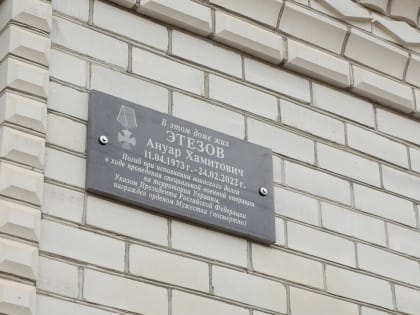 В этом доме жил
ЭТЕЗОВ
Ануар Хамитович
11.04.1973 г. - 24.02.2022 г.
Погиб при исполнении воинского долга
в ходе проведения специальной военной операции
на территории Украины.
Указом Президента Российской Федерации
награжден орденом Мужества (посмертно)